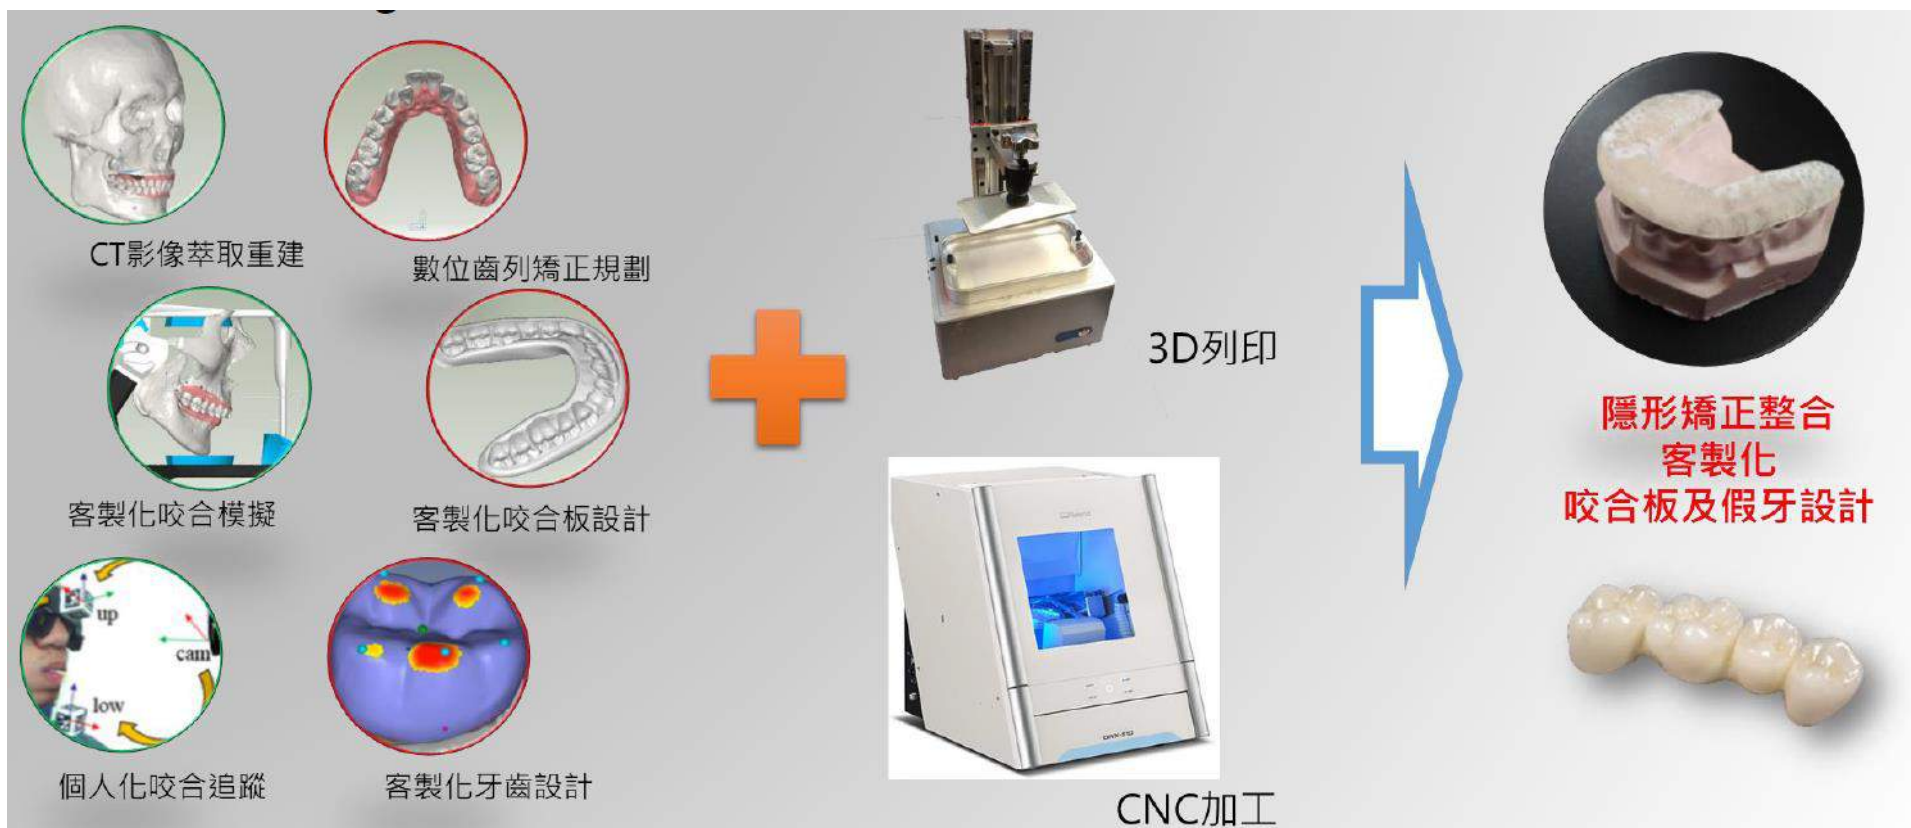 CT影像萃取重建
數位齒列矯正規劃
客製化咬合模擬
客製化咬合板設計
up
cam
low
個人化咬合追蹤
客製化牙齒設計
3D列印
CNC加工
隱形矯正整合
客製化
咬合板及假牙設計